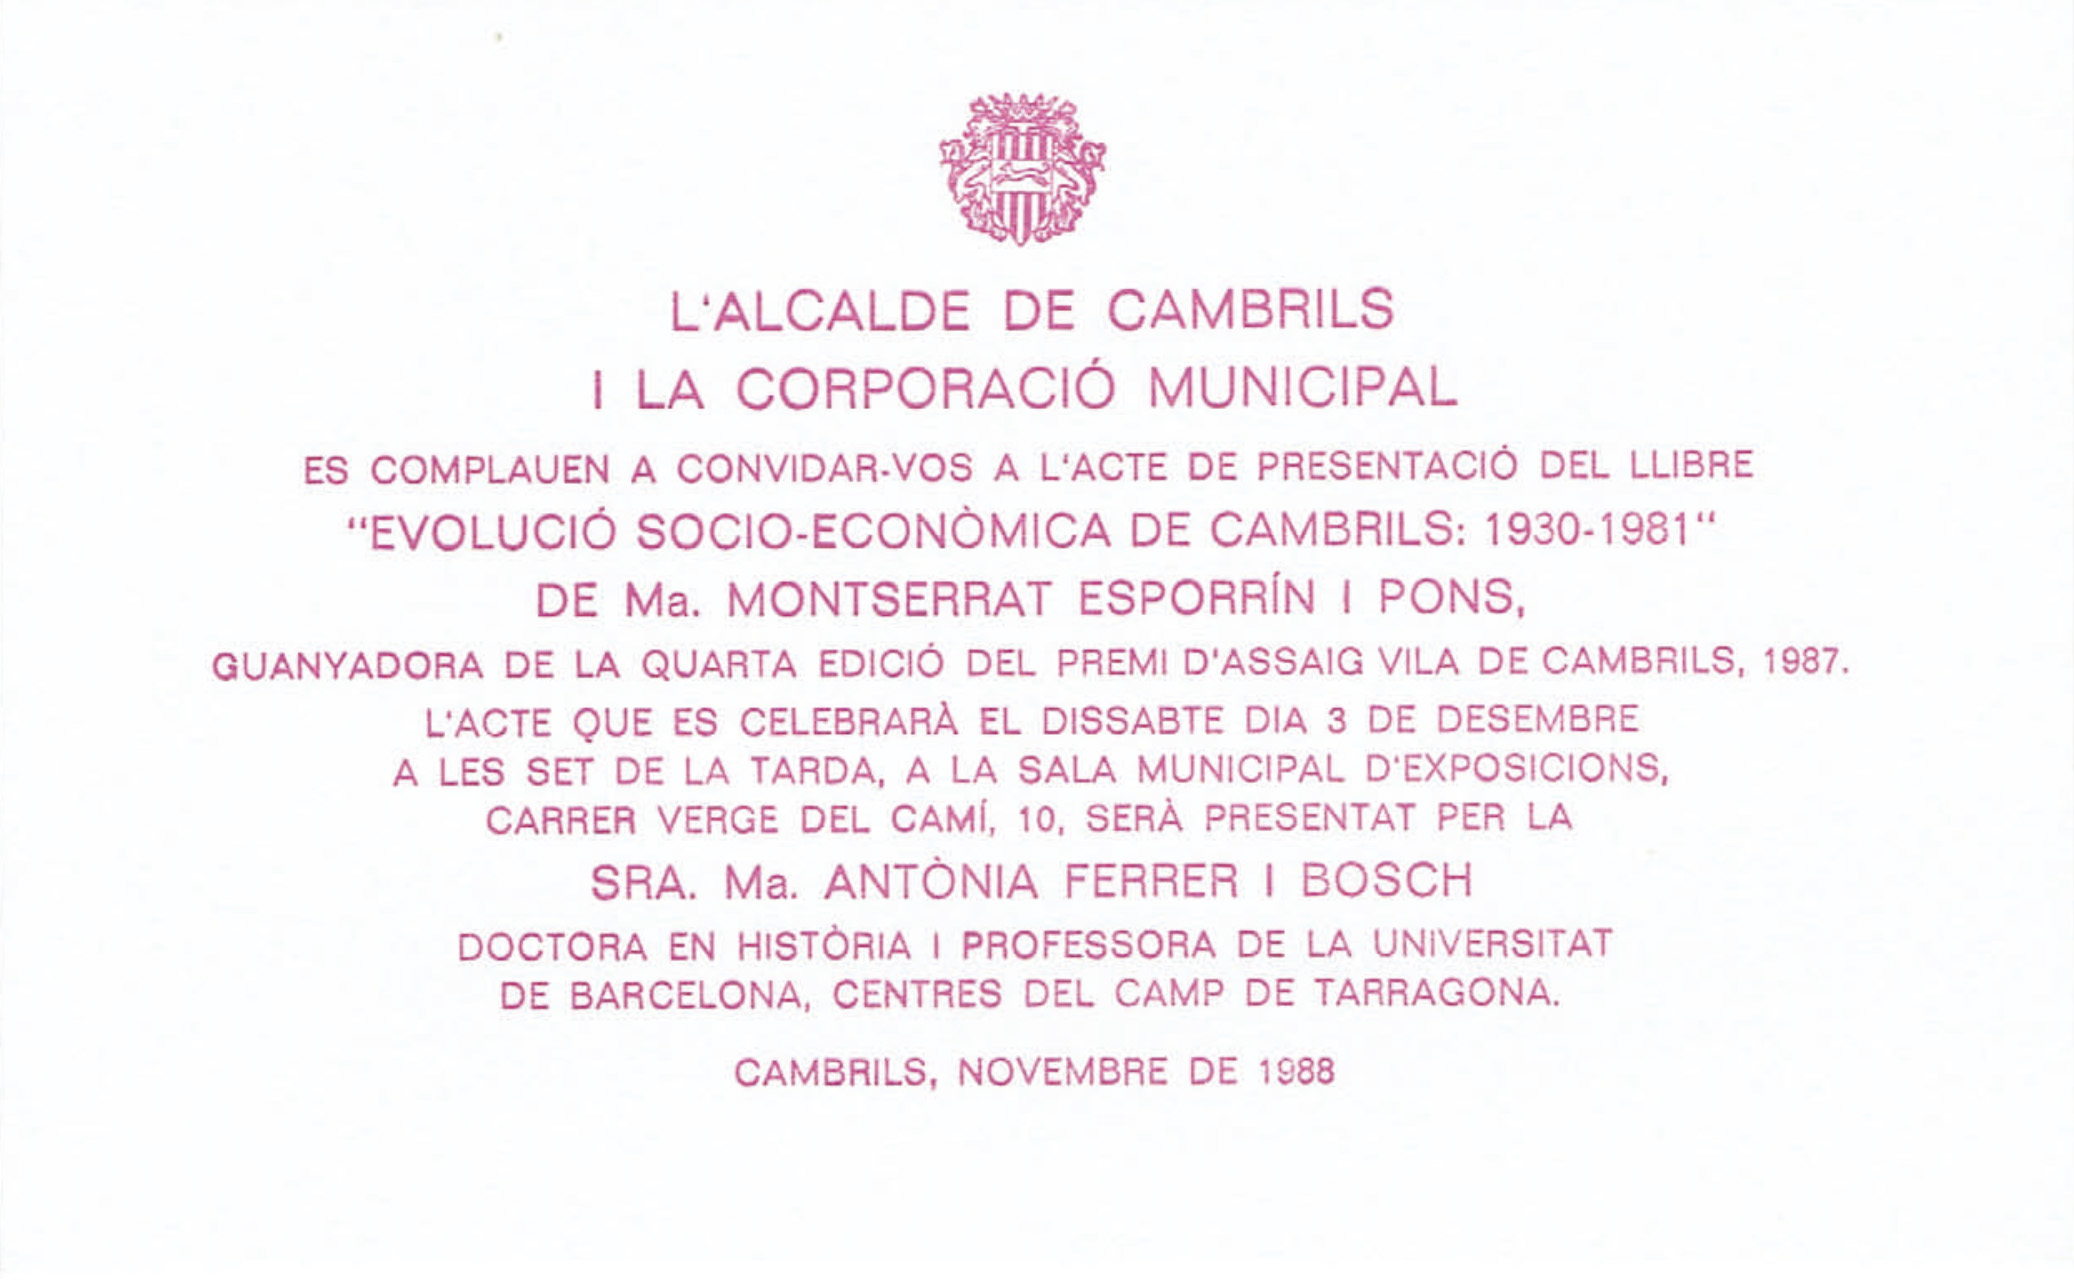 L'ALCALDE DE CAMBRILS
I LA CORPORACIÓ MUNICIPAL
ES COMPLAUEN A CONVIDAR-VOS A L'ACTE DE PRESENTACIÓ DEL LLIBRE
"EVOLUCIÓ SOCIO-ECONÒMICA DE CAMBRILS: 1930-1981"
DE Ma. MONTSERRAT ESPORRÍN I PONS,
GUANYADORA DE LA QUARTA EDICIÓ DEL PREMI D'ASSAIG VILA DE CAMBRILS, 1987.
L'ACTE QUE ES CELEBRARÀ EL DISSABTE DIA 3 DE DESEMBRE
A LES SET DE LA TARDA, A LA SALA MUNICIPAL D'EXPOSICIONS,
CARRER VERGE DEL CAMÍ, 10, SERÀ PRESENTAT PER LA
SRA. Ma. ANTÒNIA FERRER I BOSCH
DOCTORA EN HISTÒRIA I PROFESSORA DE LA UNIVERSITAT
DE BARCELONA, CENTRES DEL CAMP DE TARRAGONA.
CAMBRILS, NOVEMBRE DE 1988